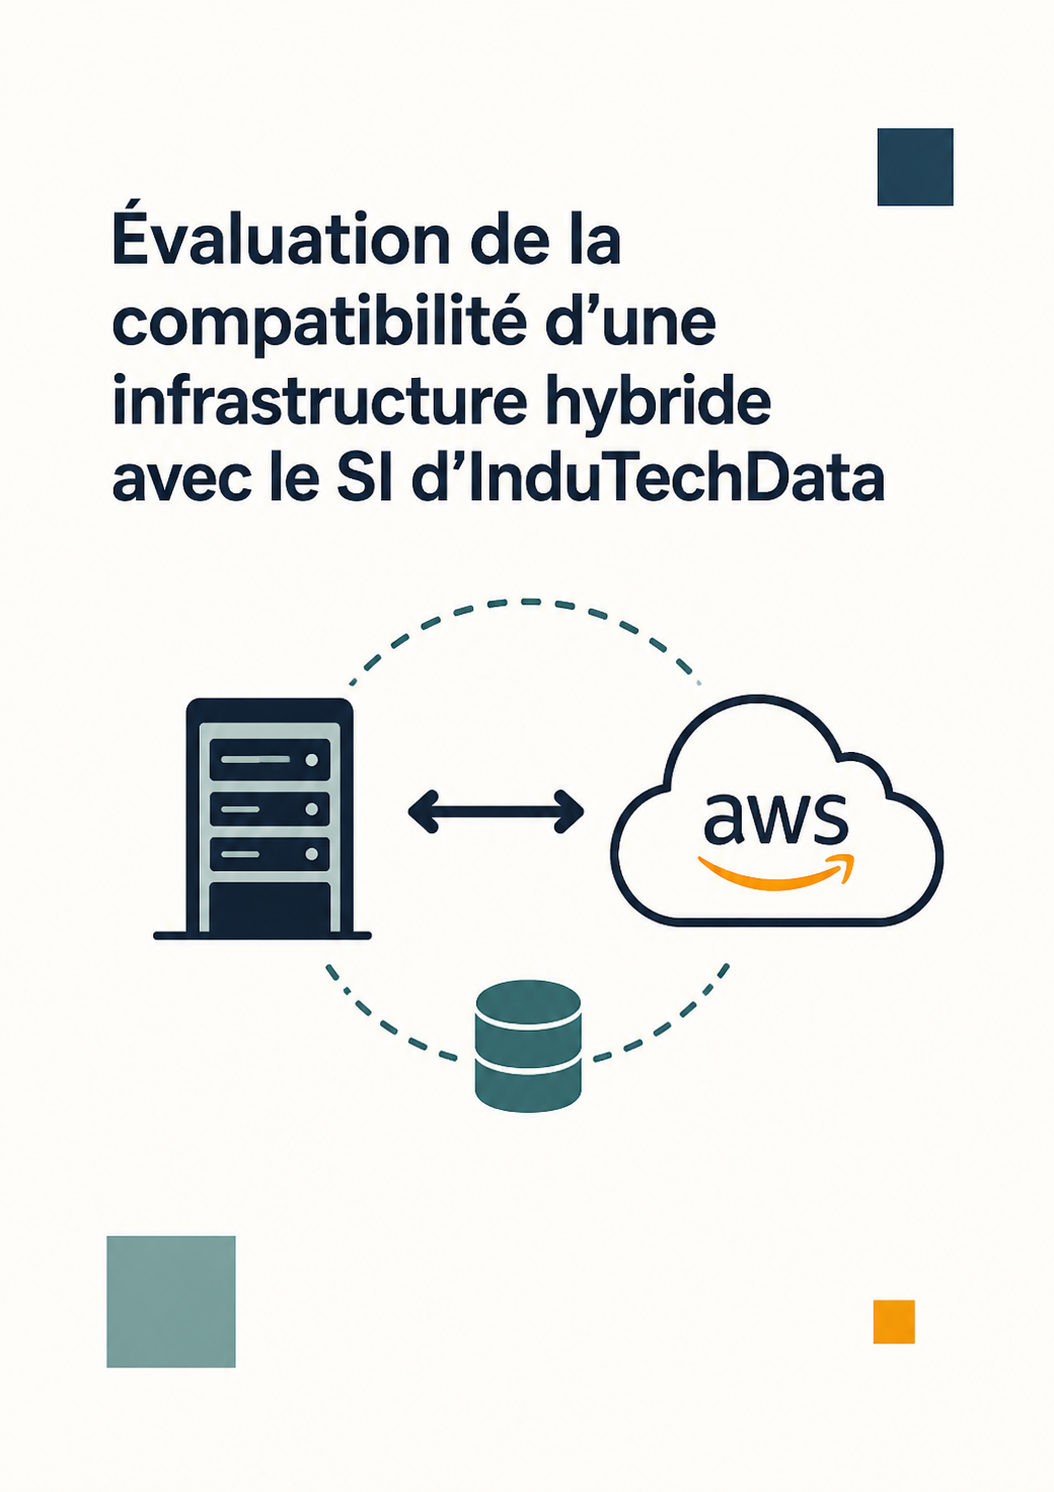 Évaluation de la
compatibilité d’une
infrastructure hybride
avec le SI d’InduTechData
aws